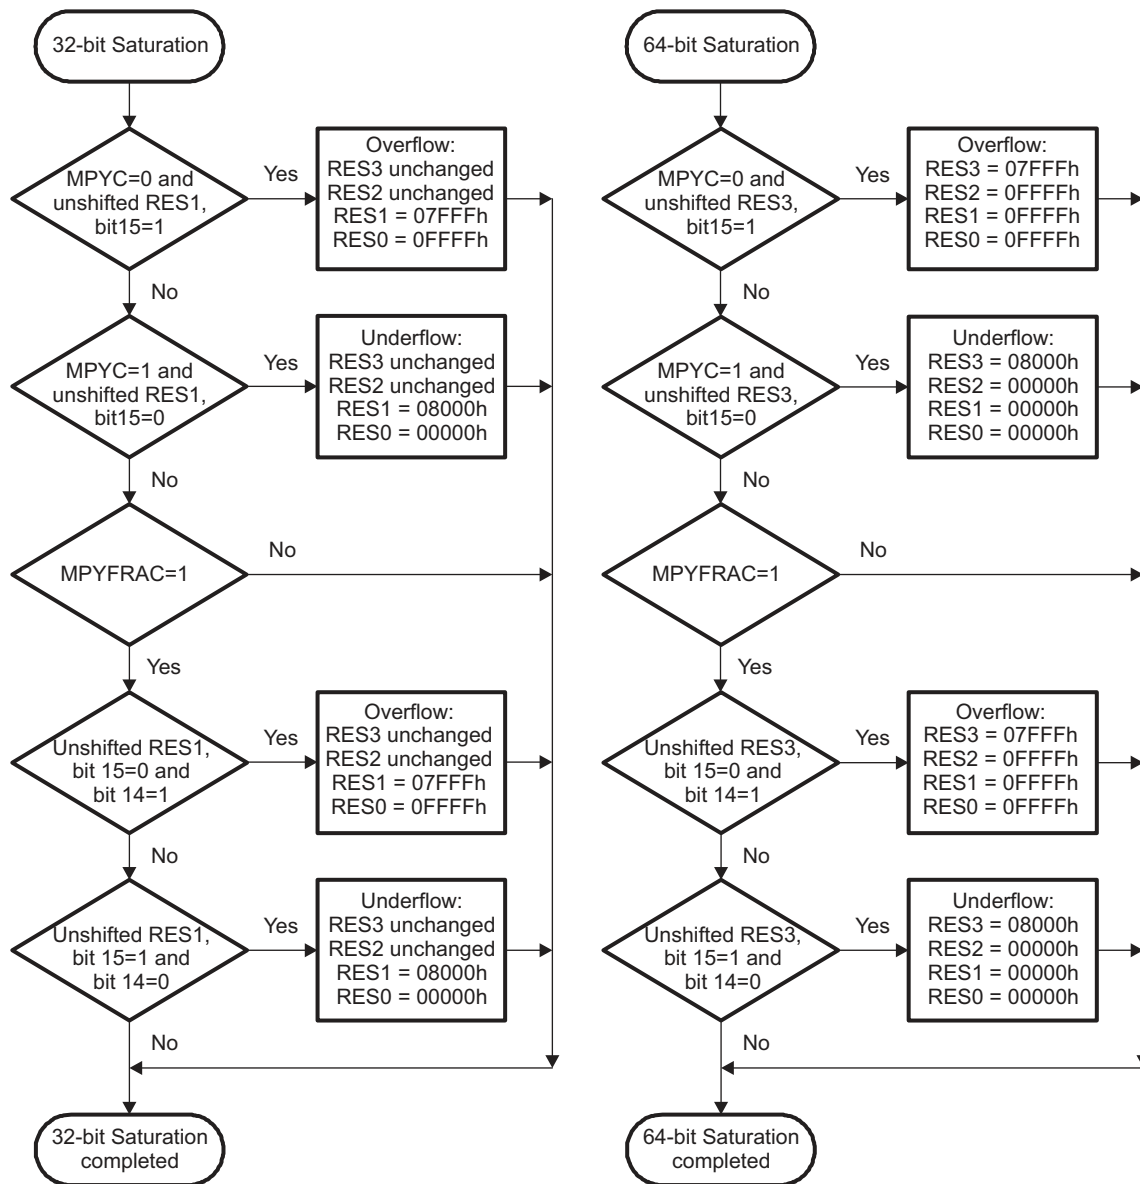 32-bit Saturation
MPYC=0 and
unshifted RES1,
bit15=1
Yes
Overflow:
RES3 unchanged
RES2 unchanged
RES1 = 07FFFh
RES0 = 0FFFFh
No
MPYC=1 and
unshifted RES1,
bit15=0
Yes
Underflow:
RES3 unchanged
RES2 unchanged
RES1 = 08000h
RES0 = 00000h
No
MPYFRAC=1
No
Yes
Unshifted RES1,
bit 15=0 and
bit 14=1
Yes
Overflow:
RES3 unchanged
RES2 unchanged
RES1 = 07FFFh
RES0 = 0FFFFh
No
Unshifted RES1,
bit 15=1 and
bit 14=0
Yes
Underflow:
RES3 unchanged
RES2 unchanged
RES1 = 08000h
RES0 = 00000h
No
32-bit Saturation
completed
64-bit Saturation
MPYC=0 and
unshifted RES3,
bit15=1
Yes
Overflow:
RES3 = 07FFFh
RES2 = 0FFFFh
RES1 = 0FFFFh
RES0 = 0FFFFh
No
MPYC=1 and
unshifted RES3,
bit15=0
Yes
Underflow:
RES3 = 08000h
RES2 = 00000h
RES1 = 00000h
RES0 = 00000h
No
MPYFRAC=1
No
Yes
Unshifted RES3,
bit 15=0 and
bit 14=1
Yes
Overflow:
RES3 = 07FFFh
RES2 = 0FFFFh
RES1 = 0FFFFh
RES0 = 0FFFFh
No
Unshifted RES3,
bit 15=1 and
bit 14=0
Yes
Underflow:
RES3 = 08000h
RES2 = 00000h
RES1 = 00000h
RES0 = 00000h
No
64-bit Saturation
completed